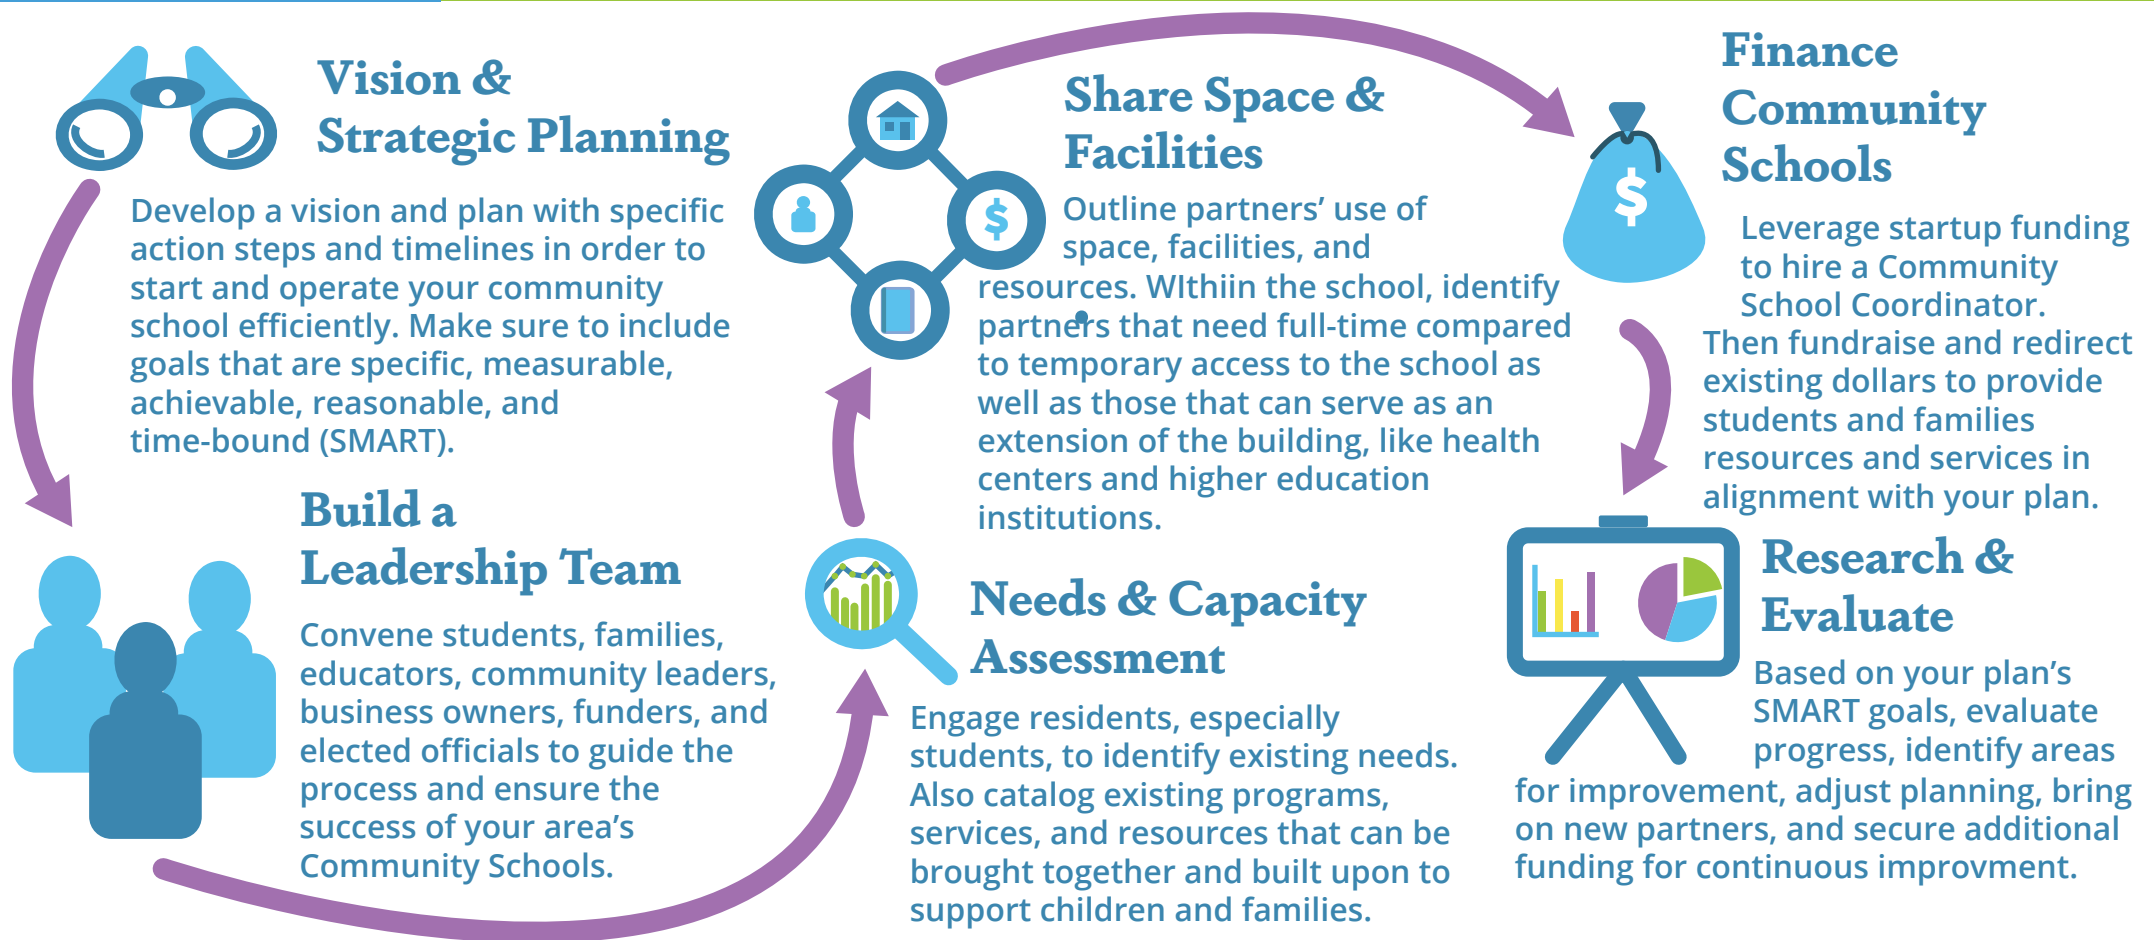 Vision &
Strategic Planning
Develop a vision and plan with specific
action steps and timelines in order to
start and operate your community
school efficiently. Make sure to include
goals that are specific, measurable,
achievable, reasonable, and
time-bound (SMART).
Build a
Leadership Team
Convene students, families,
educators, community leaders,
business owners, funders, and
elected officials to guide the
process and ensure the
success of your area's
Community Schools.
Needs & Capacity
Assessment
Engage residents, especially
students, to identify existing needs.
Also catalog existing programs,
services, and resources that can be
brought together and built upon to
support children and families.
$
Share Space &
Facilities
Outline partners’ use of
space, facilities, and
resources. WIthiin the school, identify
partners that need full-time compared
to temporary access to the school as
well as those that can serve as an
extension of the building, like health
centers and higher education
institutions.
$
Finance
Community
Schools
Leverage startup funding
to hire a Community
School Coordinator.
Then fundraise and redirect
existing dollars to provide
students and families
resources and services in
alignment with your plan.
Research &
Evaluate
Based on your plan’s
SMART goals, evaluate
progress, identify areas
for improvement, adjust planning, bring
on new partners, and secure additional
funding for continuous improvment.